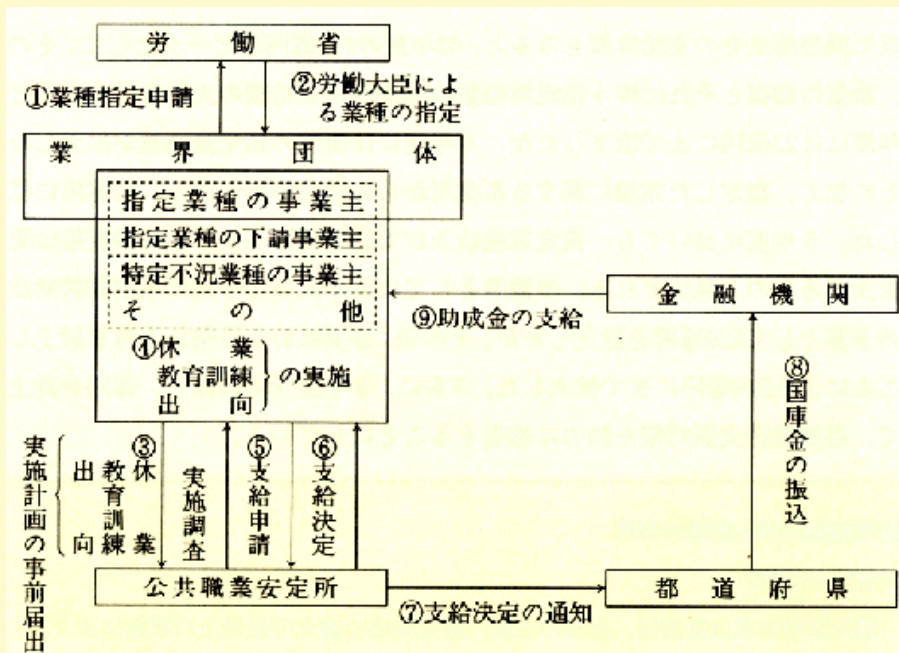 労働省
①業種指定申請
②労働大臣によ
る業種の指定
業界団体
指定業種の事業主
指定業種の下請事業主
特定不況業種の事業主
その他
④休業
教育訓練
出向
の実施
金融機関
⑨助成金の支給
⑧国庫金の振込
③休業
教育訓練
出向
実施計画の事前届出
実施調査
⑤支給申請
⑥支給決定
公共職業安定所
⑦支給決定の通知
都道府県